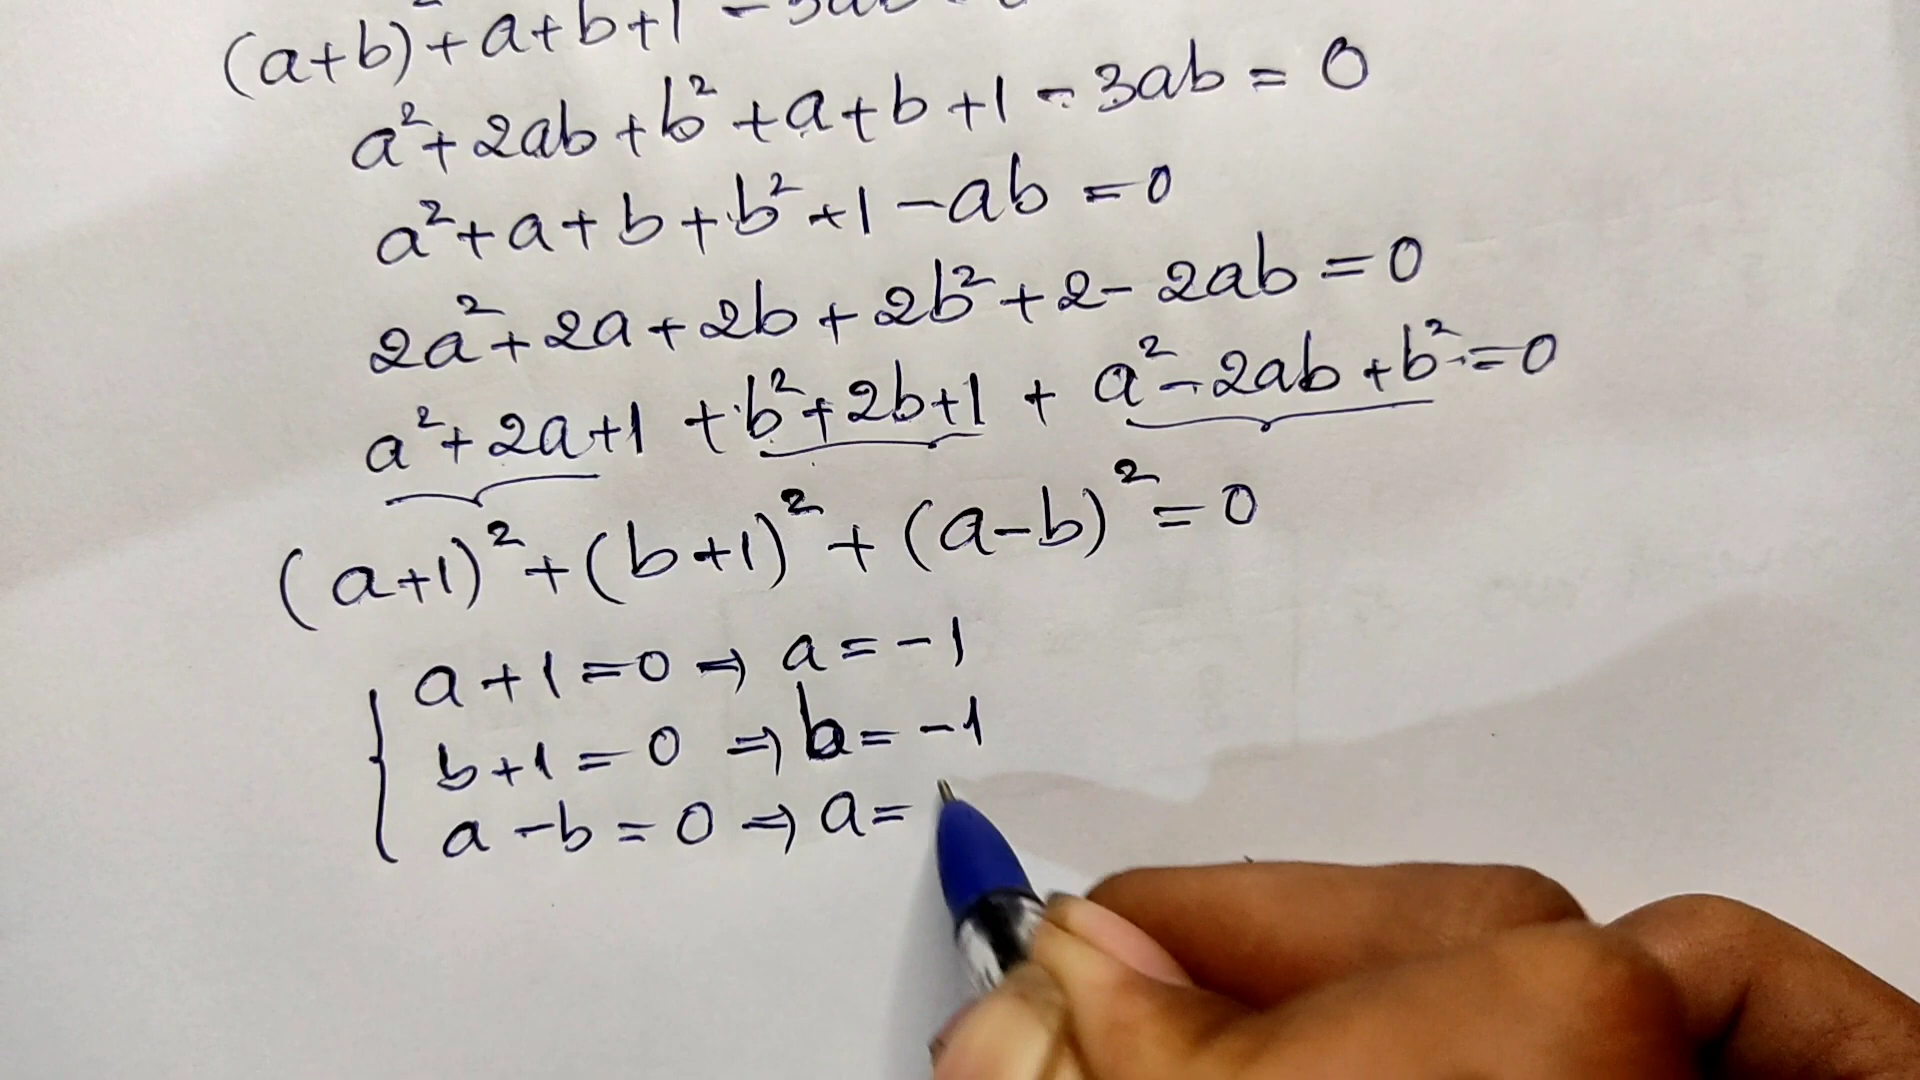 (a+b)²+a+b+1 - 3ab
a²+2ab+b²+a+b+1-3ab=0
a²+a+b+b²+1-ab=0
2a²+2a+2b+2b²+2-2ab=0
a²+2a+1 +b²+2b+1 + a²-2ab+b²=0
(a+1)²+(b+1)²+(a-b)²=0
a+1=0⇒a=-1
b+1=0⇒b=-1
a-b=0⇒a=